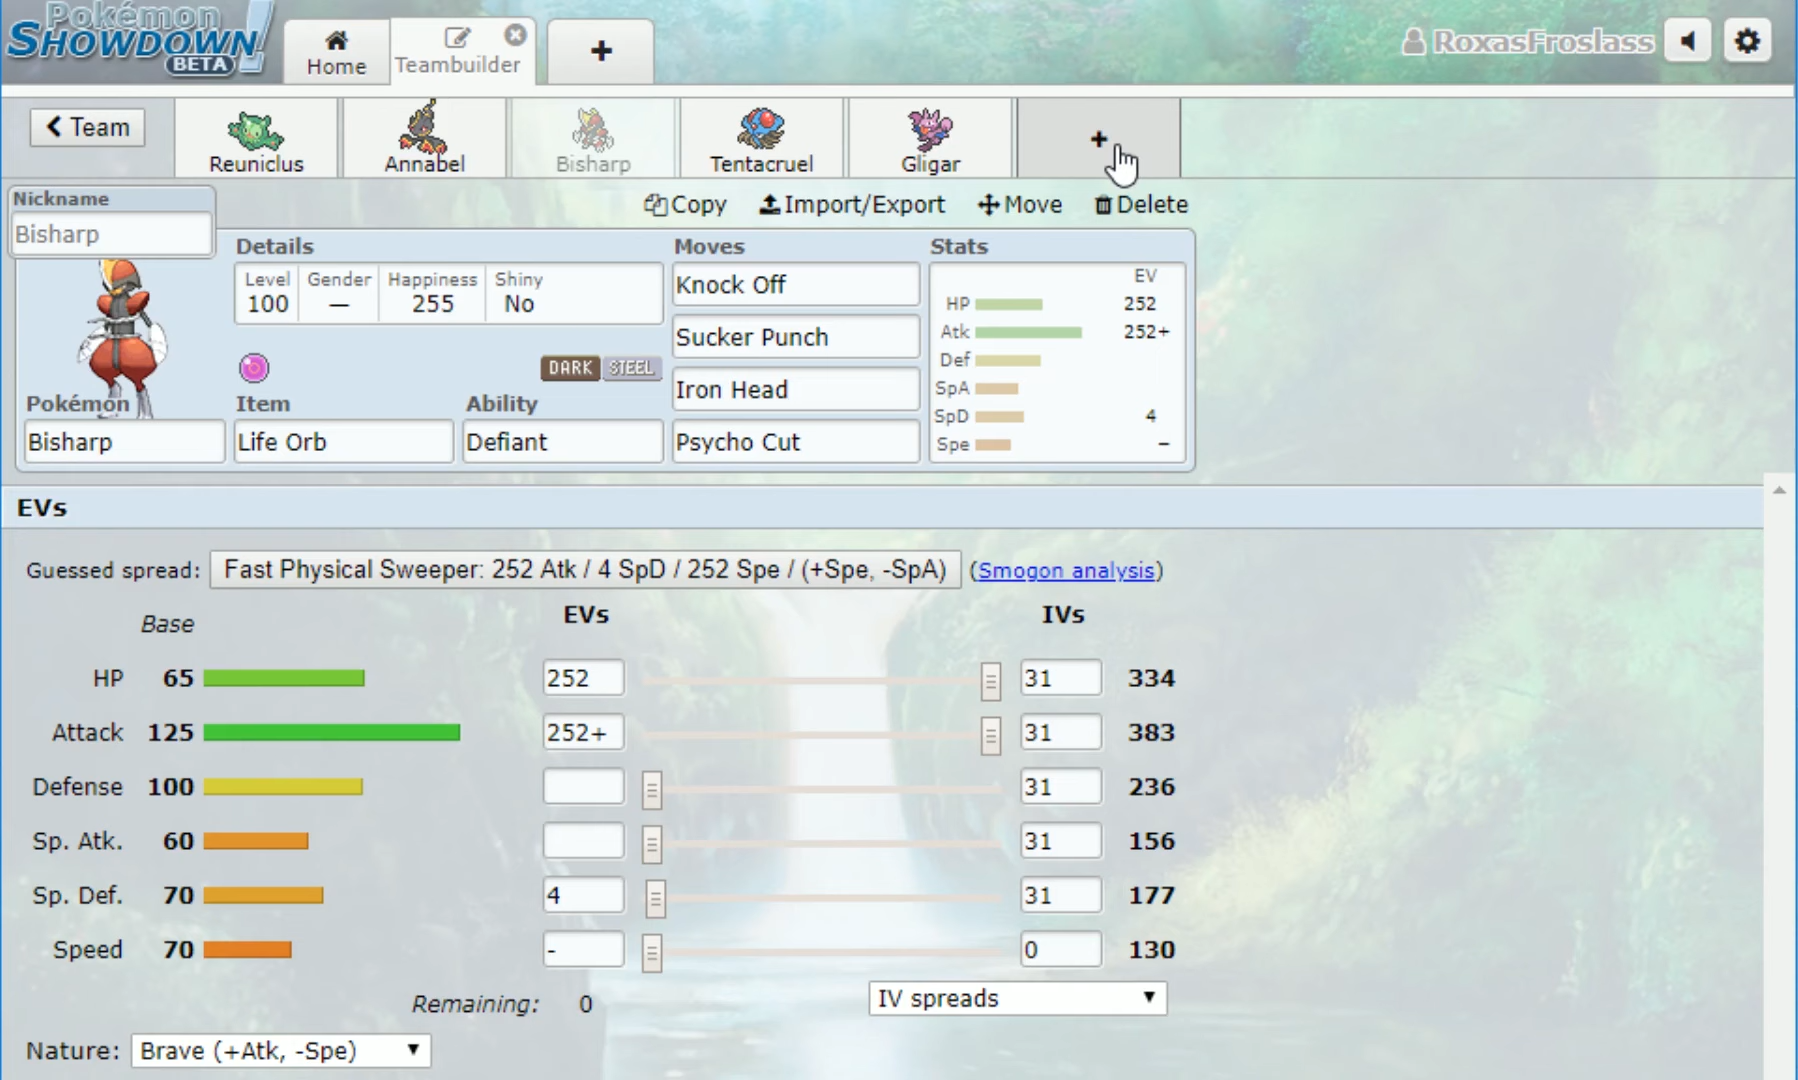 Pokémon
SHOWDOWN!
BETA
Home
Teambuilder
+
RoxasFroslass
Team
Reuniclus
Annabel
Bisharp
Tentacruel
Gligar
+
Nickname
Bisharp
Copy
Import/Export
Move
Delete
Details
Moves
Stats
Level
Gender
Happiness
Shiny
100
—
255
No
Knock Off
Sucker Punch
Iron Head
Psycho Cut
EV
HP 252
Atk 252+
Def
SpA
SpD 4
Spe −
DARK STEEL
Pokémon
Item
Ability
Bisharp
Life Orb
Defiant
EVs
Guessed spread: Fast Physical Sweeper: 252 Atk / 4 SpD / 252 Spe / (+Spe, -SpA) (Smogon analysis)
Base EVs IVs
HP 65 252 31 334
Attack 125 252+ 31 383
Defense 100 31 236
Sp. Atk. 60 31 156
Sp. Def. 70 4 31 177
Speed 70 - 0 130
Remaining: 0
IV spreads
Nature: Brave (+Atk, -Spe)